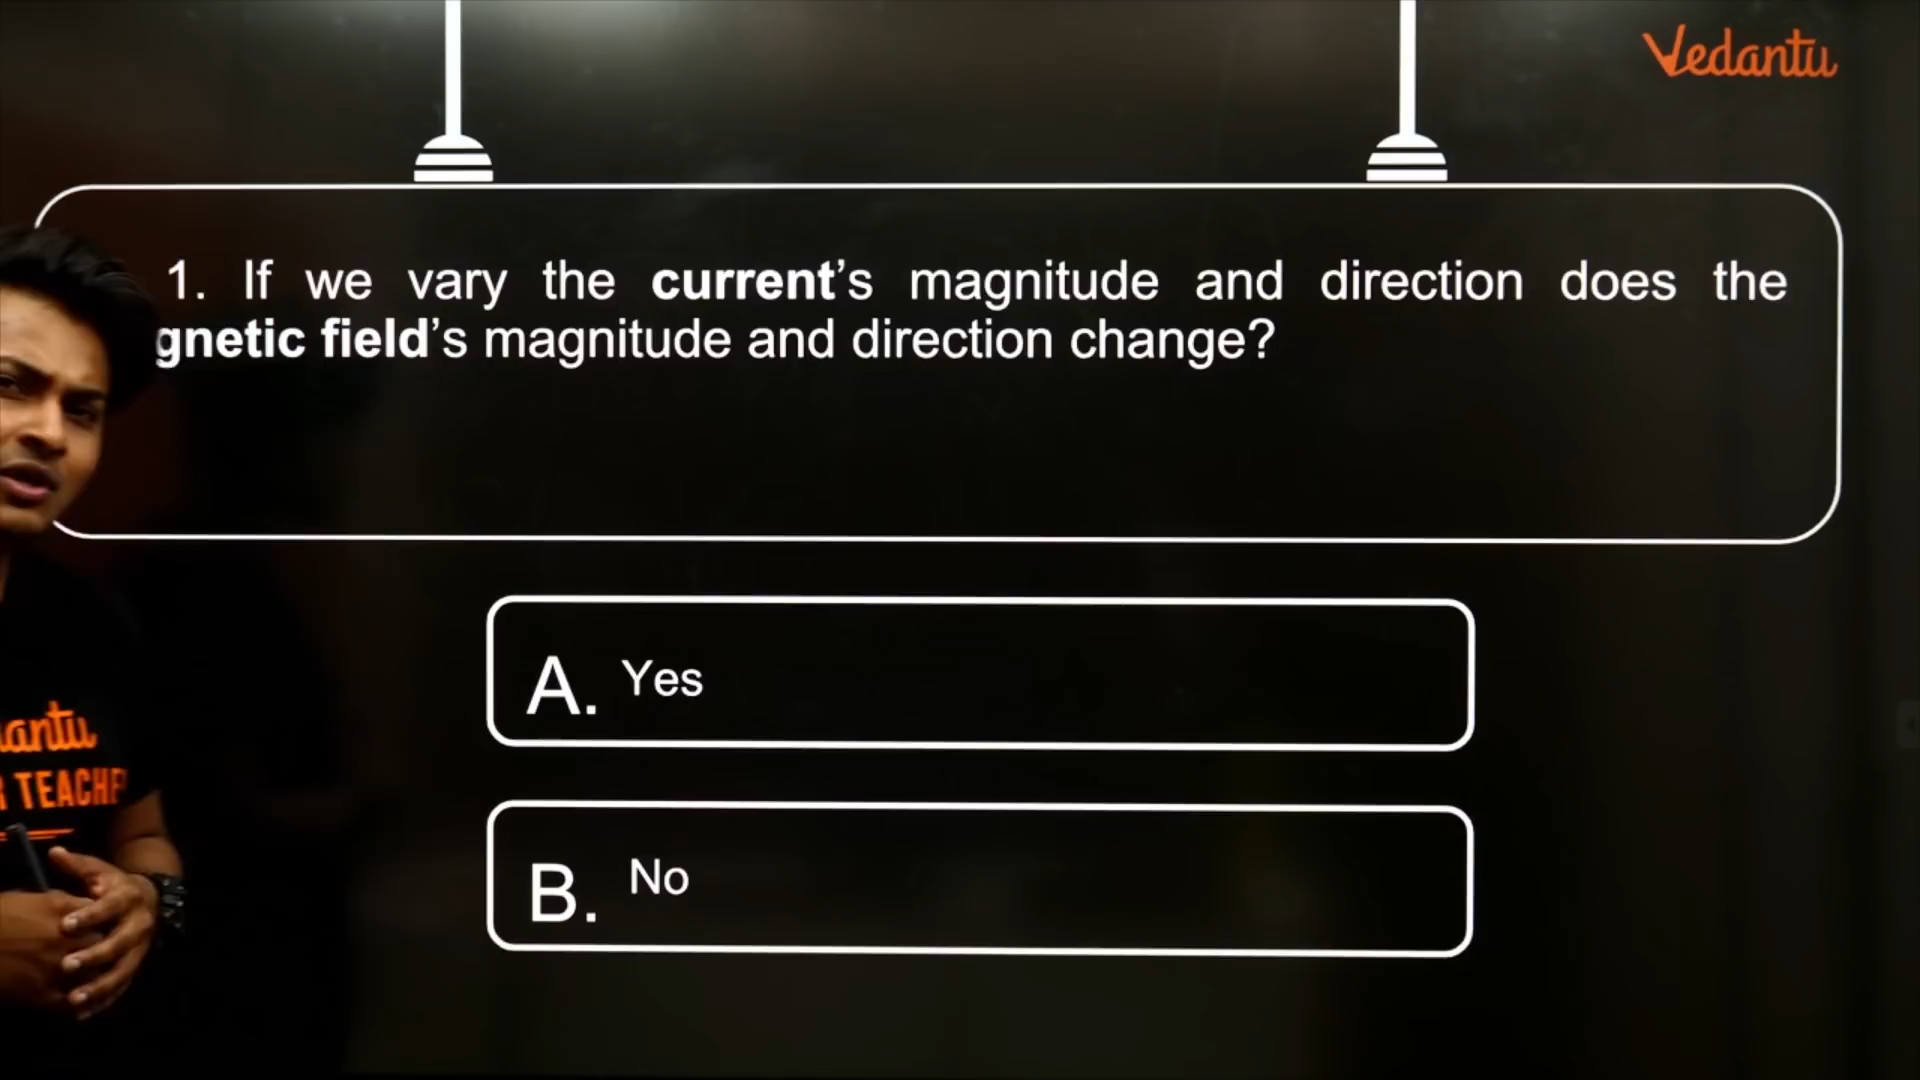 Vedantu
1. If we vary the current's magnitude and direction does the
gnetic field's magnitude and direction change?
A. Yes
B. No
antu
R TEACHE